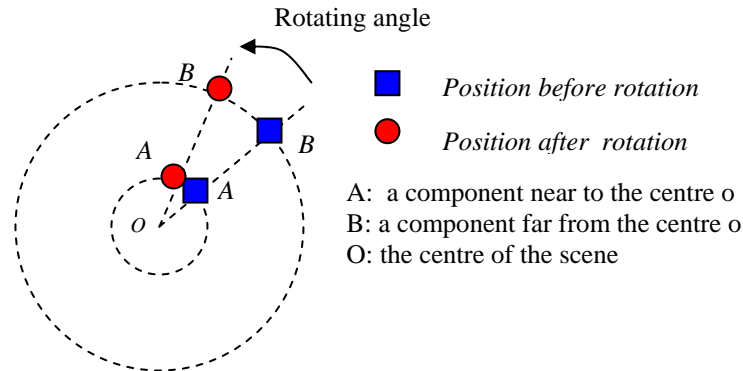 Rotating angle
B
Position before rotation
B
Position after rotation
A
A
A: a component near to the centre o
B: a component far from the centre o
O
O: the centre of the scene